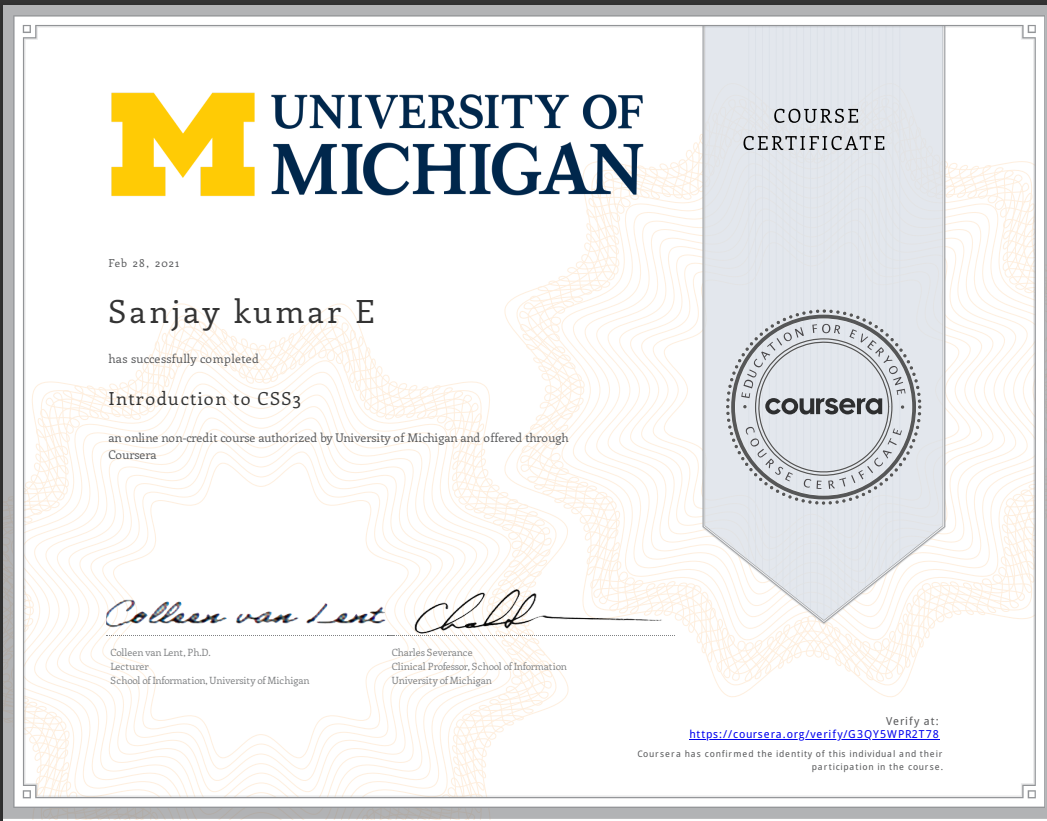 UNIVERSITY OF
MICHIGAN
COURSE
CERTIFICATE
Feb 28, 2021
Sanjay kumar E
has successfully completed
Introduction to CSS3
an online non-credit course authorized by University of Michigan and offered through
Coursera
EDUCATION FOR EVERYONE
coursera
COURSE CERTIFICATE
Colleen van Lent
Colleen van Lent, Ph.D.
Lecturer
School of Information, University of Michigan
Charles Severance
Clinical Professor, School of Information
University of Michigan
Verify at:
https://coursera.org/verify/G3QY5WPR2T78
Coursera has confirmed the identity of this individual and their
participation in the course.